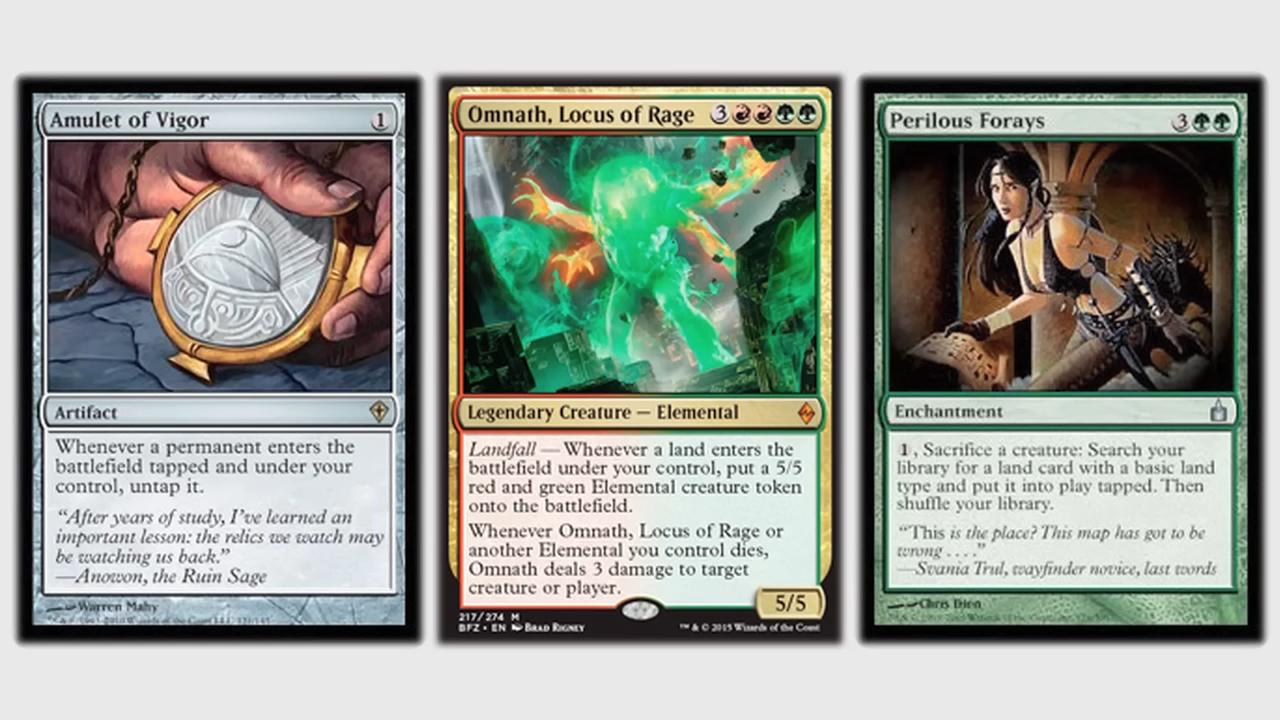 Amulet of Vigor 1
Artifact
Whenever a permanent enters the
battlefield tapped and under your
control, untap it.
“After years of study, I’ve learned an
important lesson: the relics we watch may
be watching us back.”
—Anowon, the Ruin Sage
Warren Mahy
Omnath, Locus of Rage 3
Legendary Creature — Elemental
Landfall — Whenever a land enters the
battlefield under your control, put a 5/5
red and green Elemental creature token
onto the battlefield.
Whenever Omnath, Locus of Rage or
another Elemental you control dies,
Omnath deals 3 damage to target
creature or player.
5/5
217/274 M
BFZ • EN Brad Rigney
™ & © 2015 Wizards of the Coast
Perilous Forays 3
Enchantment
1, Sacrifice a creature: Search your
library for a land card with a basic land
type and put it into play tapped. Then
shuffle your library.
“This is the place? This map has got to be
wrong . . . .”
—Svania Trul, wayfinder novice, last words
Chris Dien